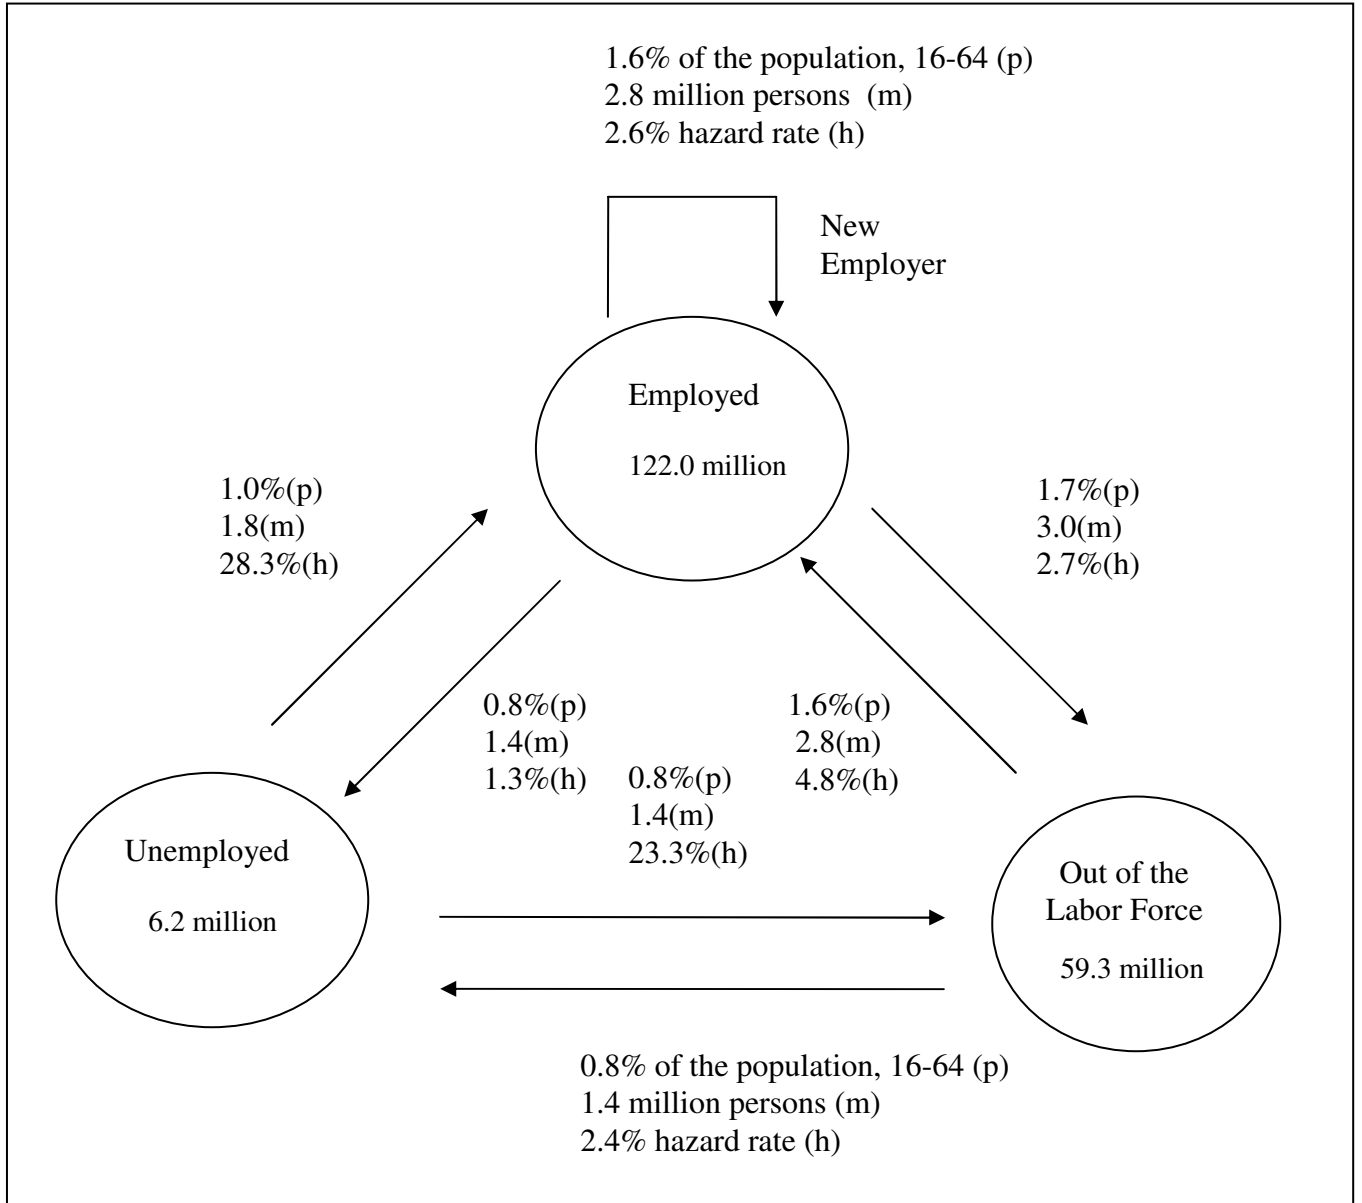 1.6% of the population, 16-64 (p)
2.8 million persons (m)
2.6% hazard rate (h)
New
Employer
Employed
122.0 million
1.0%(p)
1.8(m)
28.3%(h)
1.7%(p)
3.0(m)
2.7%(h)
0.8%(p)
1.4(m)
1.3%(h)
0.8%(p)
1.4(m)
23.3%(h)
1.6%(p)
2.8(m)
4.8%(h)
Unemployed
6.2 million
Out of the
Labor Force
59.3 million
0.8% of the population, 16-64 (p)
1.4 million persons (m)
2.4% hazard rate (h)